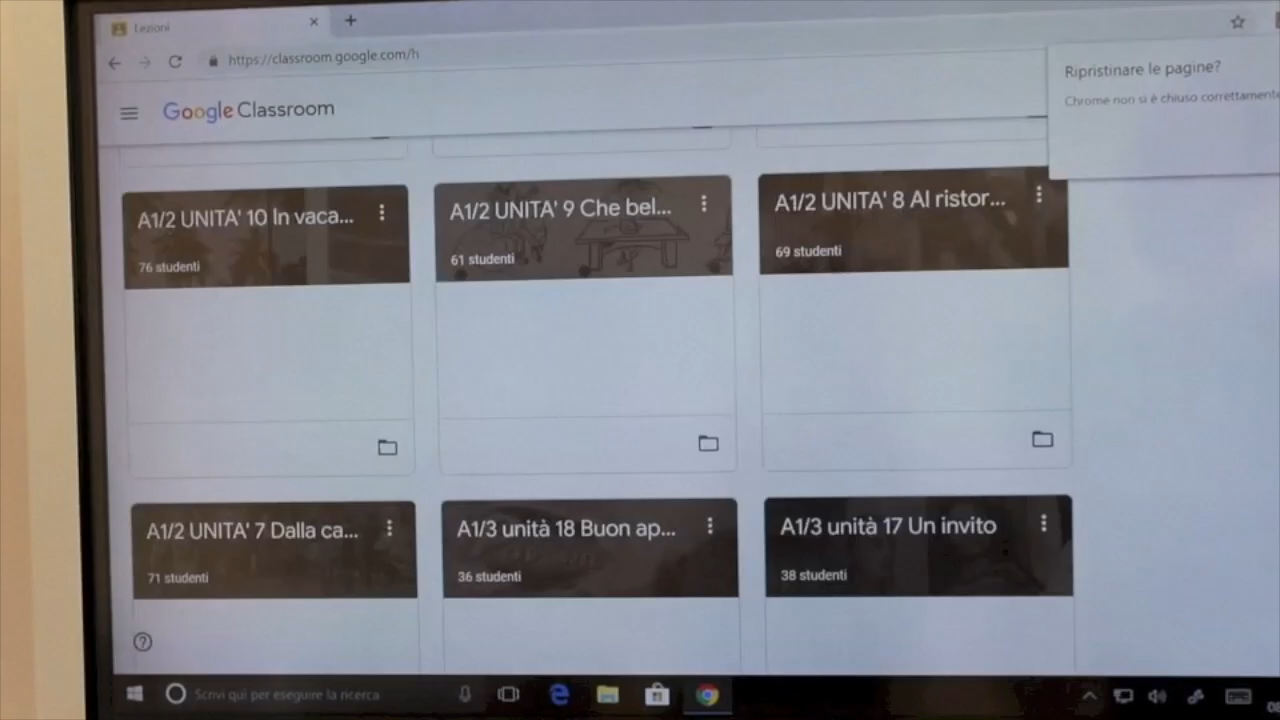 Lezioni
https://classroom.google.com/h
Ripristinare le pagine?
Chrome non si è chiuso correttamente
Google Classroom
A1/2 UNITA' 10 In vaca...
76 studenti
A1/2 UNITA' 9 Che bel...
61 studenti
A1/2 UNITA' 8 Al ristor...
69 studenti
A1/2 UNITA' 7 Dalla ca...
71 studenti
A1/3 unità 18 Buon ap...
36 studenti
A1/3 unità 17 Un invito
38 studenti
Scrivi qui per eseguire la ricerca